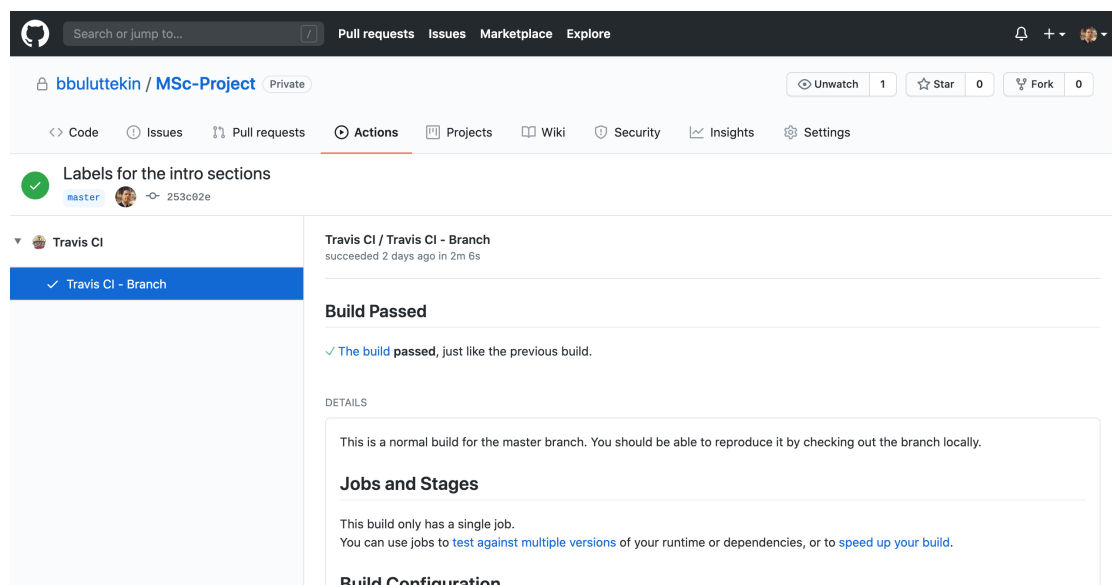 Search or jump to... / Pull requests Issues Marketplace Explore
bbuluttekin / MSc-Project Private Unwatch 1 Star 0 Fork 0
Code Issues Pull requests Actions Projects Wiki Security Insights Settings
Labels for the intro sections
master 253c02e
Travis CI
Travis CI - Branch
Travis CI / Travis CI - Branch
succeeded 2 days ago in 2m 6s
Build Passed
The build passed, just like the previous build.
DETAILS
This is a normal build for the master branch. You should be able to reproduce it by checking out the branch locally.
Jobs and Stages
This build only has a single job.
You can use jobs to test against multiple versions of your runtime or dependencies, or to speed up your build.
Build Configuration